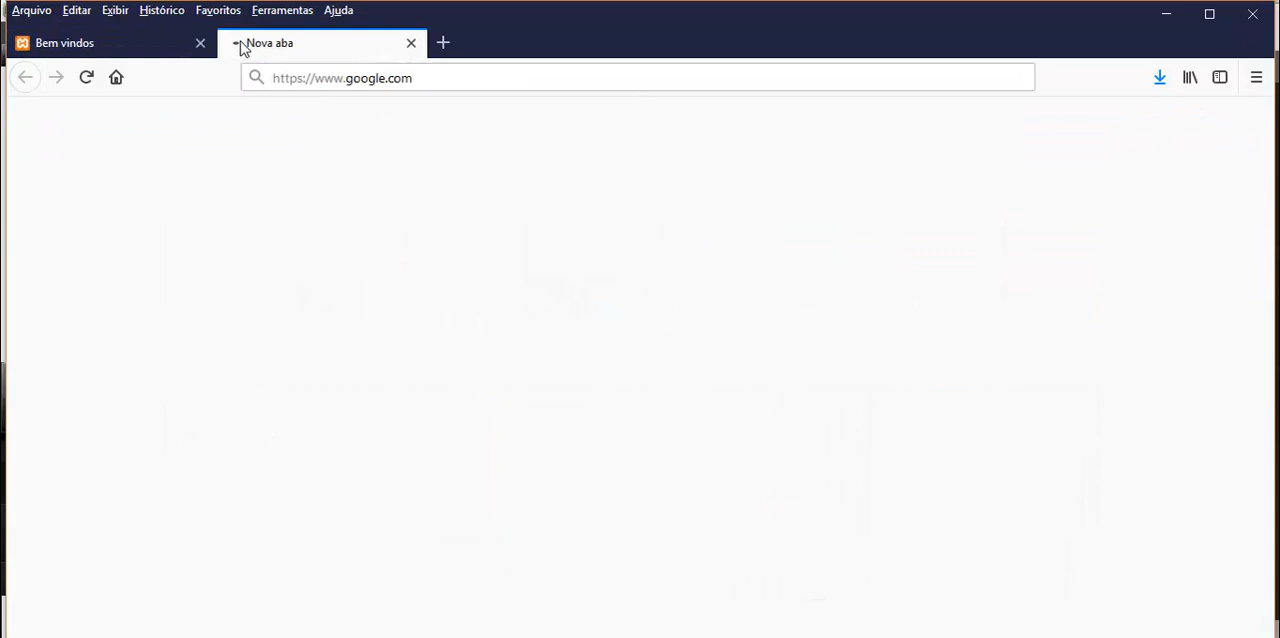 Arquivo Editar Exibir Histórico Favoritos Ferramentas Ajuda
Bem vindos Nova aba
https://www.google.com